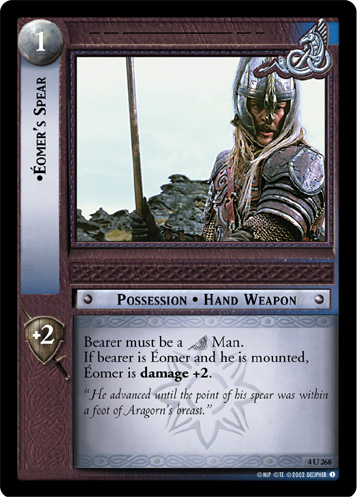 1
•Éomer's Spear
Possession • Hand Weapon
+2
Bearer must be a Man.
If bearer is Éomer and he is mounted,
Éomer is damage +2.
"He advanced until the point of his spear was within
a foot of Aragorn's breast."
4 U 268
©NLP ©TE ©2002 DECIPHER